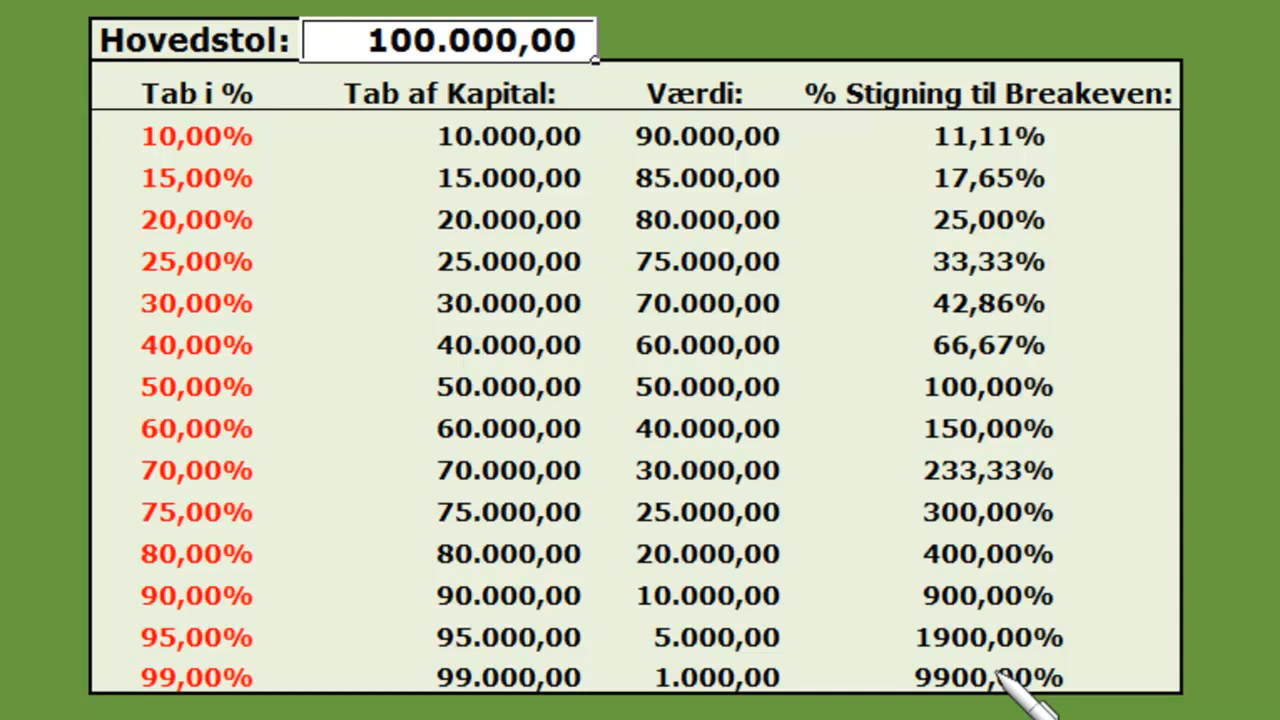 Hovedstol: 100.000,00
Tab i % Tab af Kapital: Værdi: % Stigning til Breakeven:
10,00% 10.000,00 90.000,00 11,11%
15,00% 15.000,00 85.000,00 17,65%
20,00% 20.000,00 80.000,00 25,00%
25,00% 25.000,00 75.000,00 33,33%
30,00% 30.000,00 70.000,00 42,86%
40,00% 40.000,00 60.000,00 66,67%
50,00% 50.000,00 50.000,00 100,00%
60,00% 60.000,00 40.000,00 150,00%
70,00% 70.000,00 30.000,00 233,33%
75,00% 75.000,00 25.000,00 300,00%
80,00% 80.000,00 20.000,00 400,00%
90,00% 90.000,00 10.000,00 900,00%
95,00% 95.000,00 5.000,00 1900,00%
99,00% 99.000,00 1.000,00 9900,00%